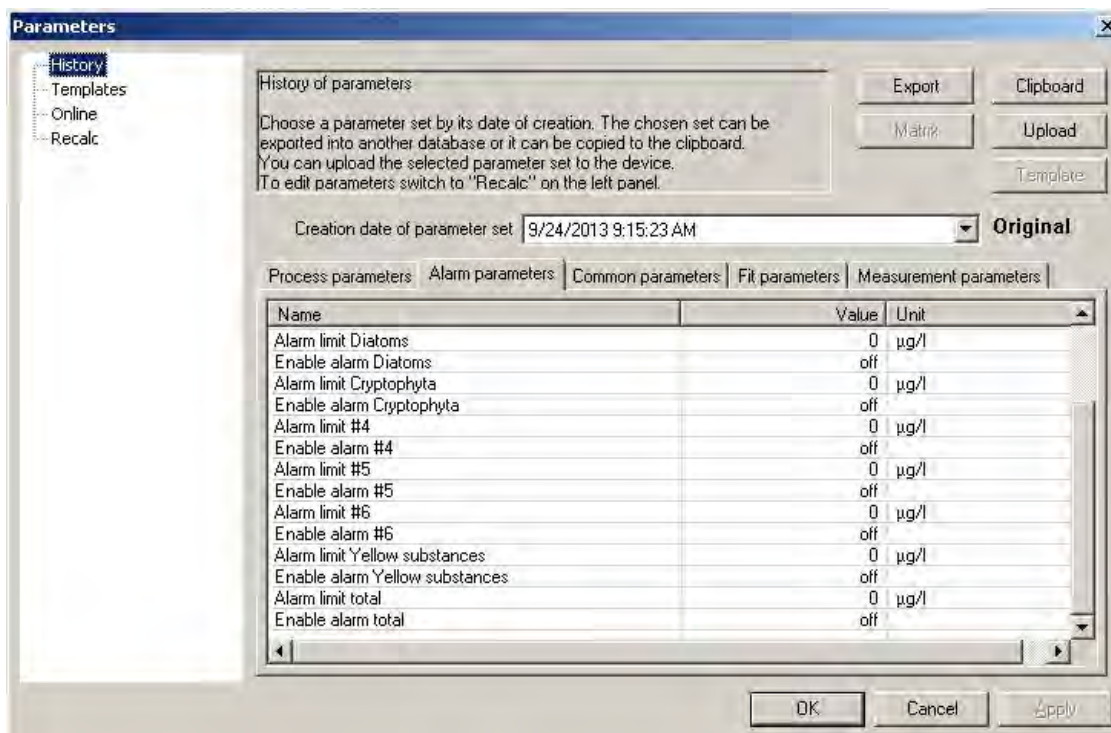 Parameters
History
Templates
Online
Recalc
History of parameters
Choose a parameter set by its date of creation. The chosen set can be
exported into another database or it can be copied to the clipboard.
You can upload the selected parameter set to the device.
To edit parameters switch to "Recalc" on the left panel.
Export
Clipboard
Matrix
Upload
Template
Creation date of parameter set 9/24/2013 9:15:23 AM Original
Process parameters Alarm parameters Common parameters Fit parameters Measurement parameters
Name Value Unit
Alarm limit Diatoms 0 µg/l
Enable alarm Diatoms off
Alarm limit Cryptophyta 0 µg/l
Enable alarm Cryptophyta off
Alarm limit #4 0 µg/l
Enable alarm #4 off
Alarm limit #5 0 µg/l
Enable alarm #5 off
Alarm limit #6 0 µg/l
Enable alarm #6 off
Alarm limit Yellow substances 0 µg/l
Enable alarm Yellow substances off
Alarm limit total 0 µg/l
Enable alarm total off
OK Cancel Apply